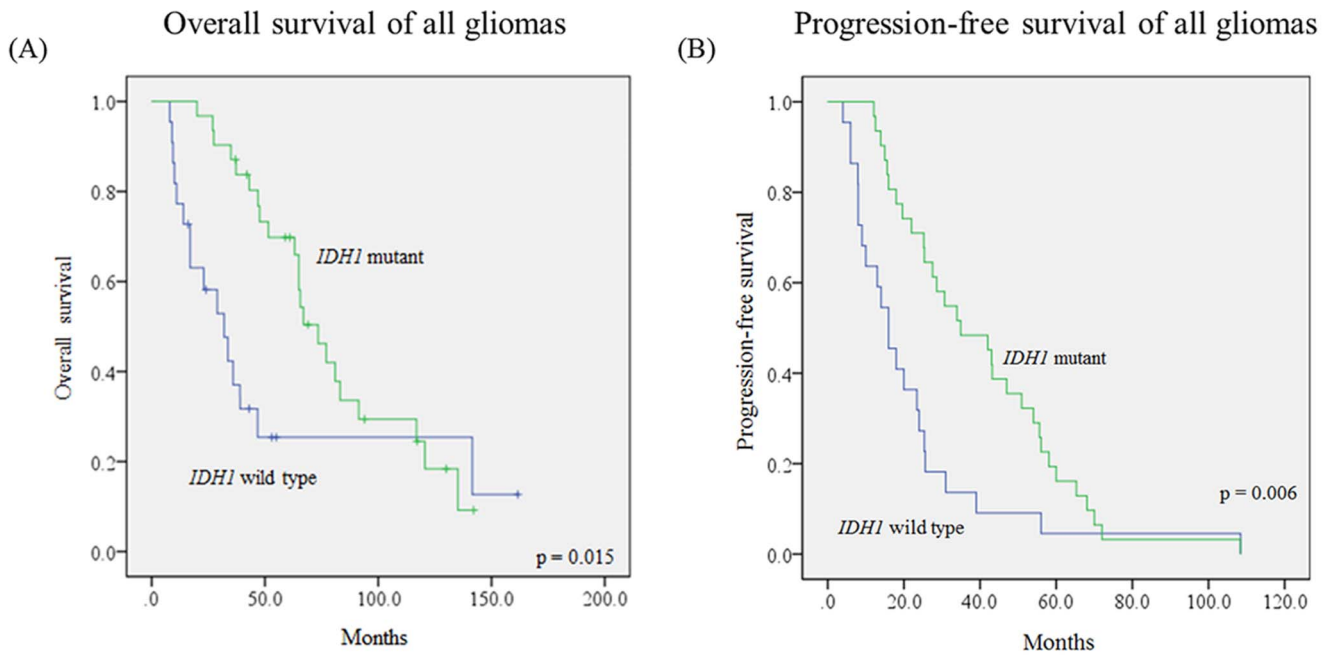 Overall survival of all gliomas
(A)
1.0
0.8
0.6
0.4
0.2
0.0
Overall survival
IDH1 mutant
IDH1 wild type
p = 0.015
.0 50.0 100.0 150.0 200.0
Months
Progression-free survival of all gliomas
(B)
1.0
0.8
0.6
0.4
0.2
0.0
Progression-free survival
IDH1 mutant
p = 0.006
IDH1 wild type
.0 20.0 40.0 60.0 80.0 100.0 120.0
Months